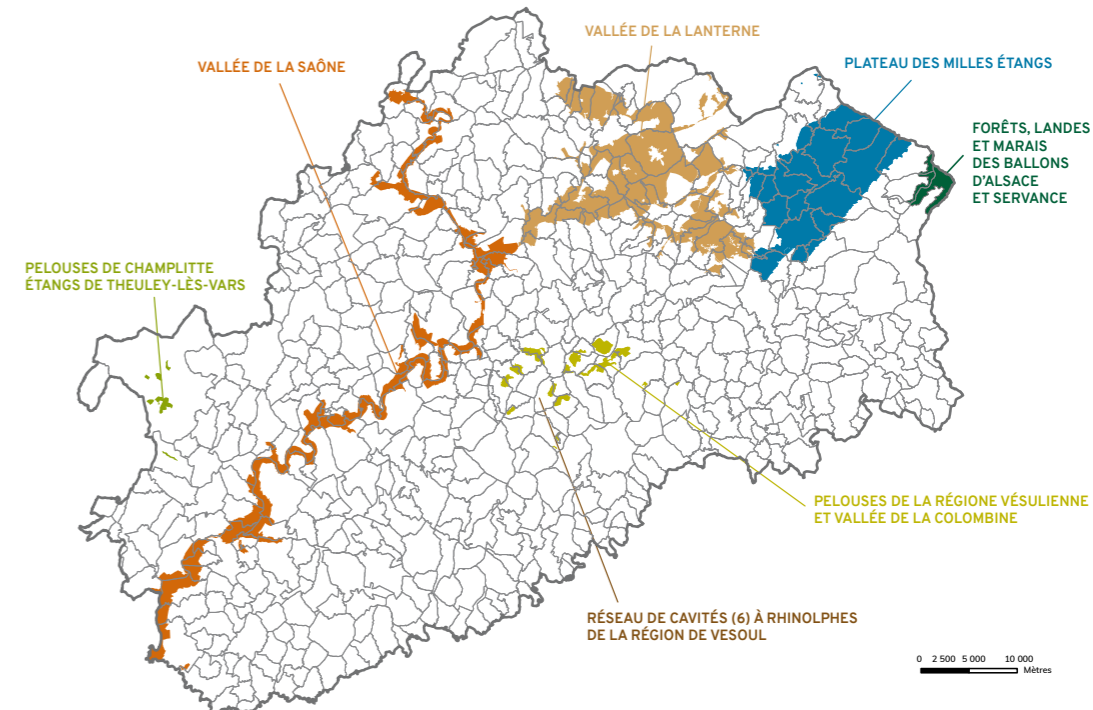 VALLÉE DE LA LANTERNE
VALLÉE DE LA SAÔNE
PLATEAU DES MILLES ÉTANGS
FORÊTS, LANDES
ET MARAIS
DES BALLONS
D'ALSACE
ET SERVANCE
PELOUSES DE CHAMPLITTE
ÉTANGS DE THEULEY-LÈS-VARS
PELOUSES DE LA RÉGIONE VÉSULIENNE
ET VALLÉE DE LA COLOMBINE
RÉSEAU DE CAVITÉS (6) À RHINOLPHES
DE LA RÉGION DE VESOUL
0 2 500 5 000 10 000
Mètres